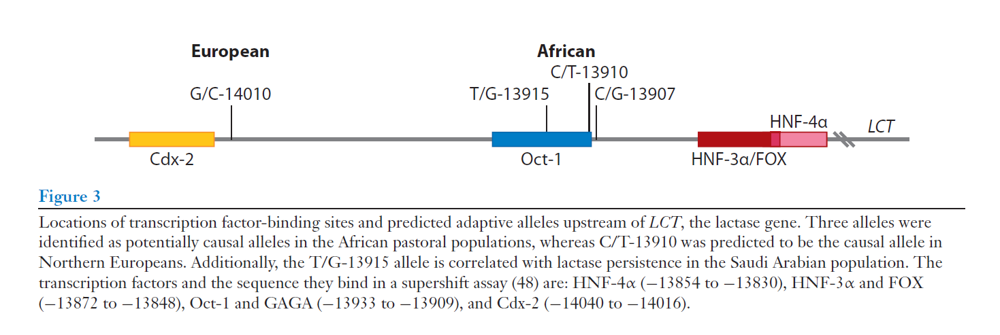 European
African
C/T-13910
G/C-14010
T/G-13915
C/G-13907
HNF-4α
LCT
Cdx-2
Oct-1
HNF-3α/FOX
Figure 3
Locations of transcription factor-binding sites and predicted adaptive alleles upstream of LCT, the lactase gene. Three alleles were
identified as potentially causal alleles in the African pastoral populations, whereas C/T-13910 was predicted to be the causal allele in
Northern Europeans. Additionally, the T/G-13915 allele is correlated with lactase persistence in the Saudi Arabian population. The
transcription factors and the sequence they bind in a supershift assay (48) are: HNF-4α (−13854 to −13830), HNF-3α and FOX
(−13872 to −13848), Oct-1 and GAGA (−13933 to −13909), and Cdx-2 (−14040 to −14016).